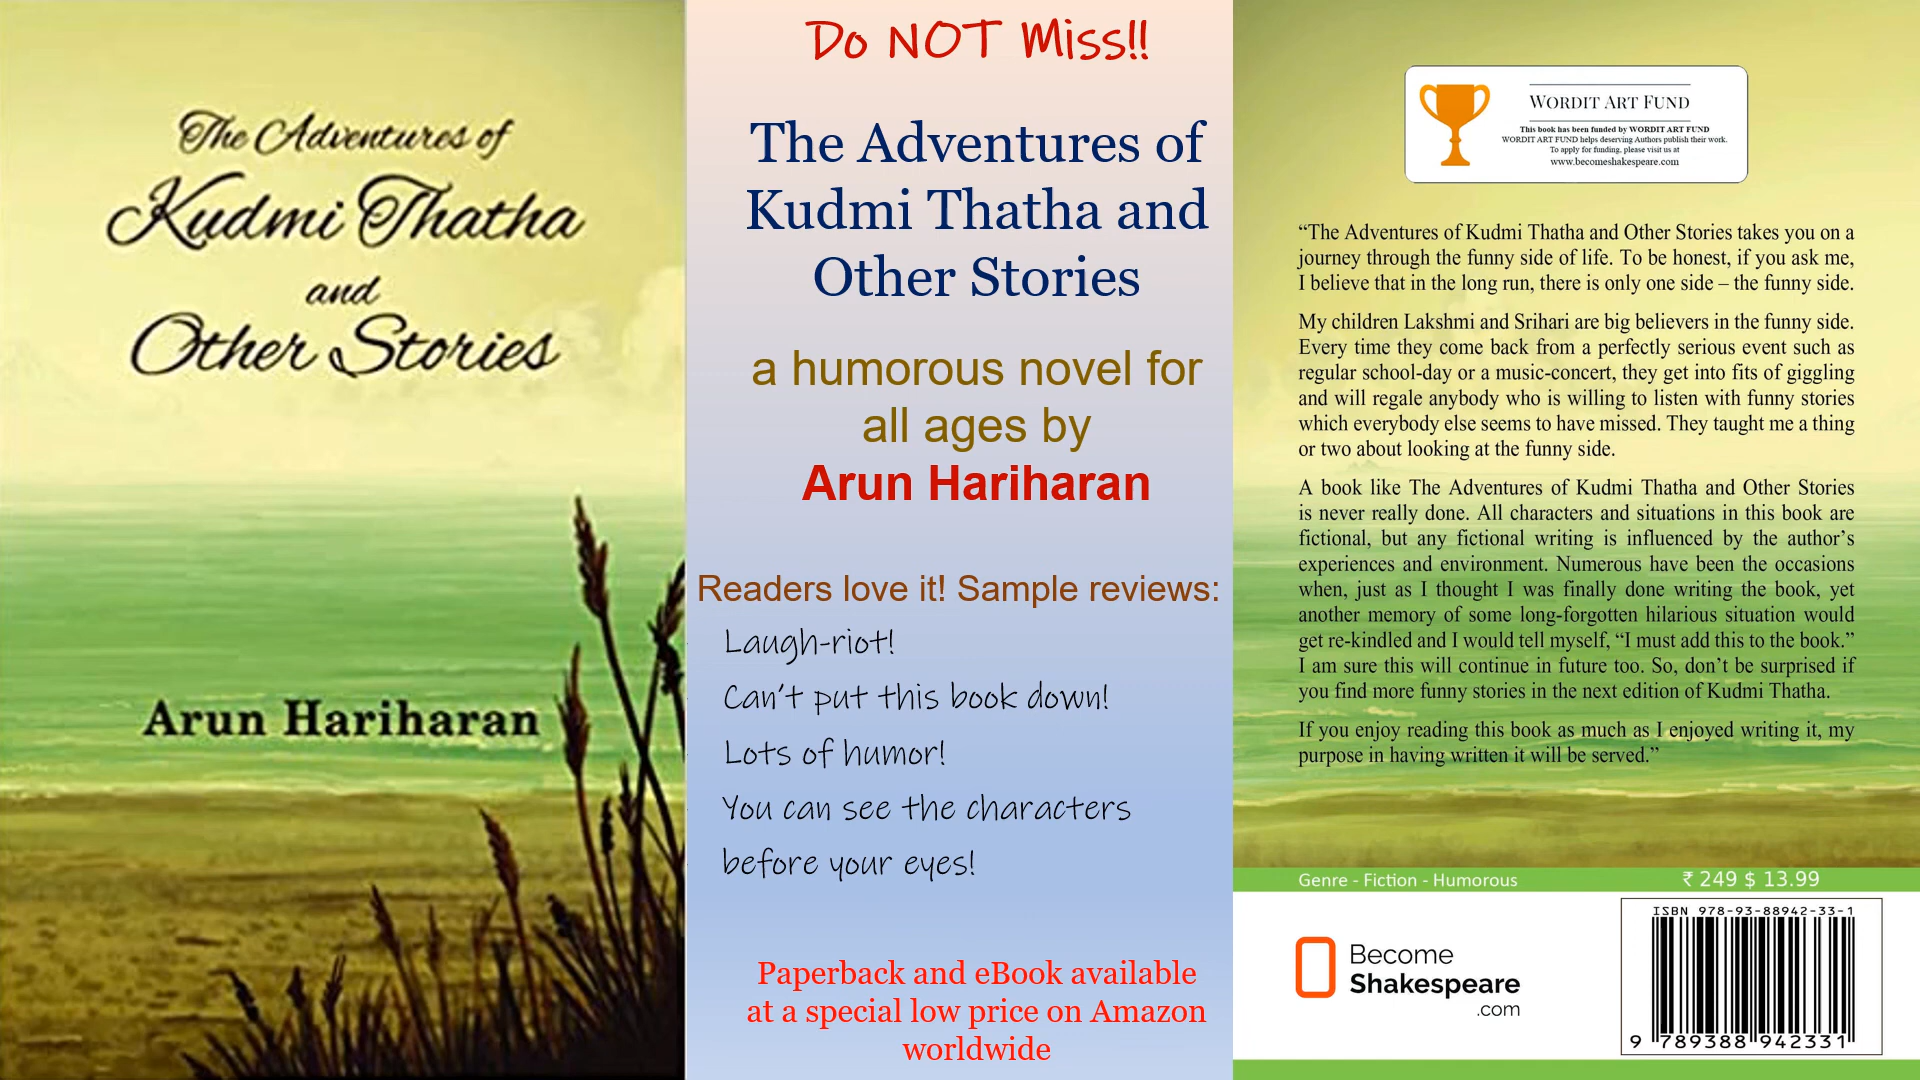 The Adventures of
Kudmi Thatha
and
Other Stories
Arun Hariharan
Do NOT Miss!!
The Adventures of
Kudmi Thatha and
Other Stories
a humorous novel for
all ages by
Arun Hariharan
Readers love it! Sample reviews:
Laugh-riot!
Can't put this book down!
Lots of humor!
You can see the characters
before your eyes!
Paperback and eBook available
at a special low price on Amazon
worldwide
WORDIT ART FUND
This book has been funded by WORDIT ART FUND
WORDIT ART FUND helps deserving Authors publish their work.
To apply for funding, please visit us at
www.becomeshakespeare.com
“The Adventures of Kudmi Thatha and Other Stories takes you on a
journey through the funny side of life. To be honest, if you ask me,
I believe that in the long run, there is only one side – the funny side.
My children Lakshmi and Srihari are big believers in the funny side.
Every time they come back from a perfectly serious event such as
regular school-day or a music-concert, they get into fits of giggling
and will regale anybody who is willing to listen with funny stories
which everybody else seems to have missed. They taught me a thing
or two about looking at the funny side.
A book like The Adventures of Kudmi Thatha and Other Stories
is never really done. All characters and situations in this book are
fictional, but any fictional writing is influenced by the author’s
experiences and environment. Numerous have been the occasions
when, just as I thought I was finally done writing the book, yet
another memory of some long-forgotten hilarious situation would
get re-kindled and I would tell myself, “I must add this to the book.”
I am sure this will continue in future too. So, don’t be surprised if
you find more funny stories in the next edition of Kudmi Thatha.
If you enjoy reading this book as much as I enjoyed writing it, my
purpose in having written it will be served.”
Genre - Fiction - Humorous ₹ 249 $ 13.99
Become
Shakespeare
.com
ISBN 978-93-88942-33-1
9 789388 942331